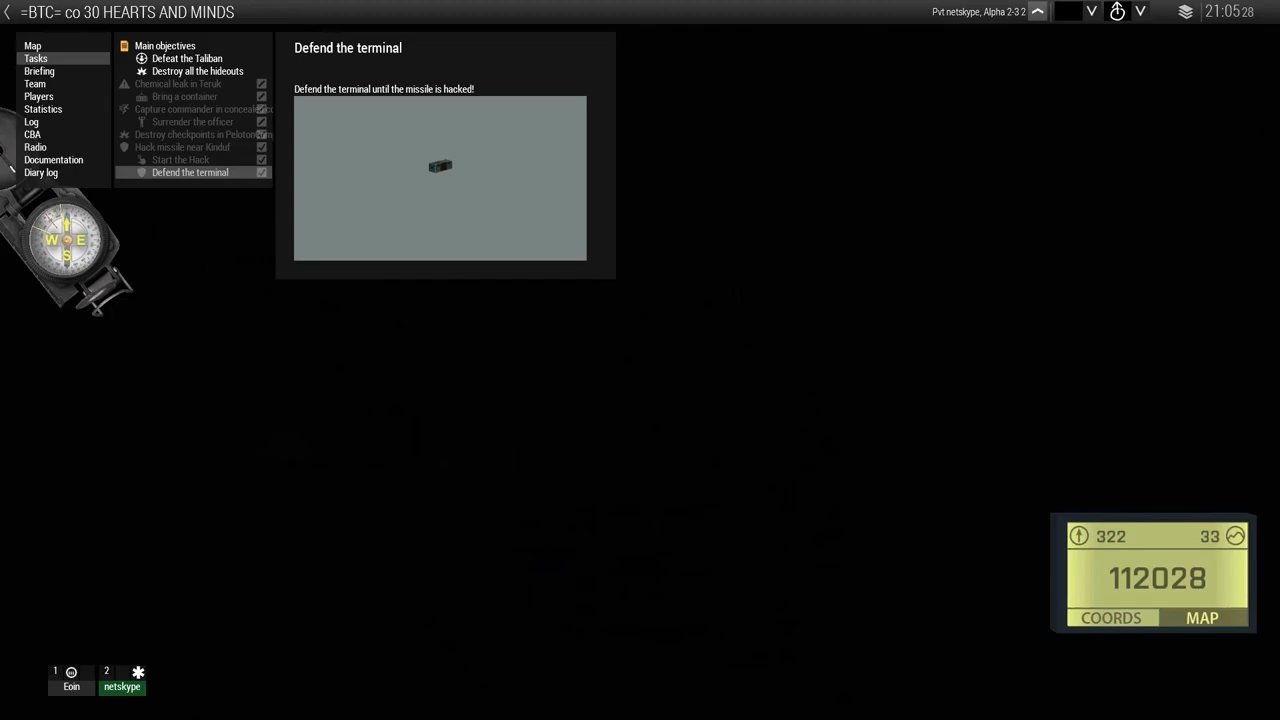 =BTC= co 30 HEARTS AND MINDS
Pvt netskype, Alpha 2-3 2
21:05 28
Map
Tasks
Briefing
Team
Players
Statistics
Log
CBA
Radio
Documentation
Diary log
Main objectives
Defeat the Taliban
Destroy all the hideouts
Chemical leak in Teruk
Bring a container
Capture commander in
Surrender the officer
Destroy checkpoints in
Hack missile near Kinduf
Start the Hack
Defend the terminal
Defend the terminal
Defend the terminal until the missile is hacked!
W E
S
322 33
112028
COORDS MAP
1 2
Eoin netskype